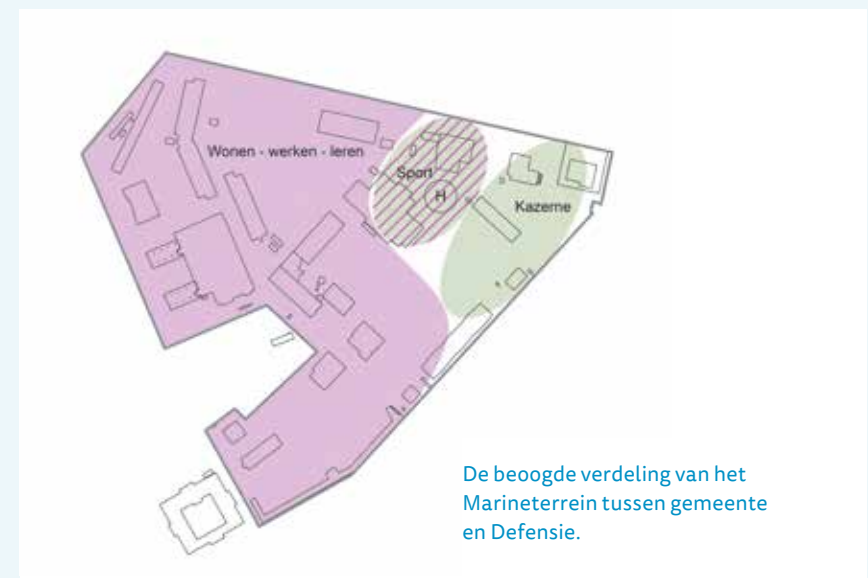 Wonen - werken - leren
Sport
H
Kazerne
De beoogde verdeling van het
Marineterrein tussen gemeente
en Defensie.